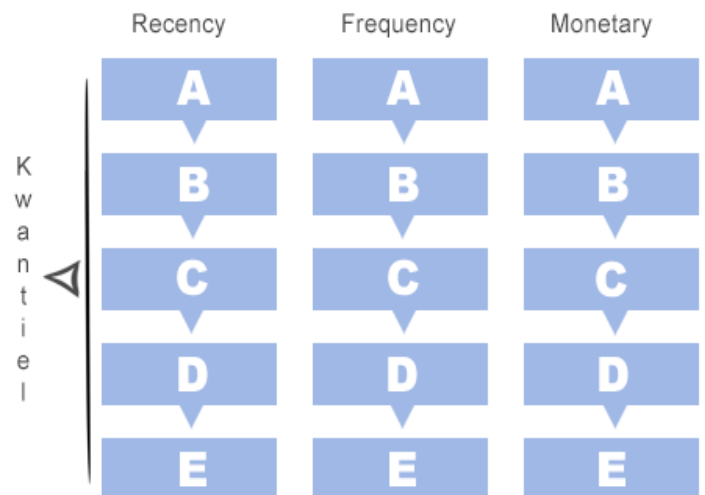 Recency Frequency Monetary
A A A
B B B
C C C
D D D
E E E
Kwantiel